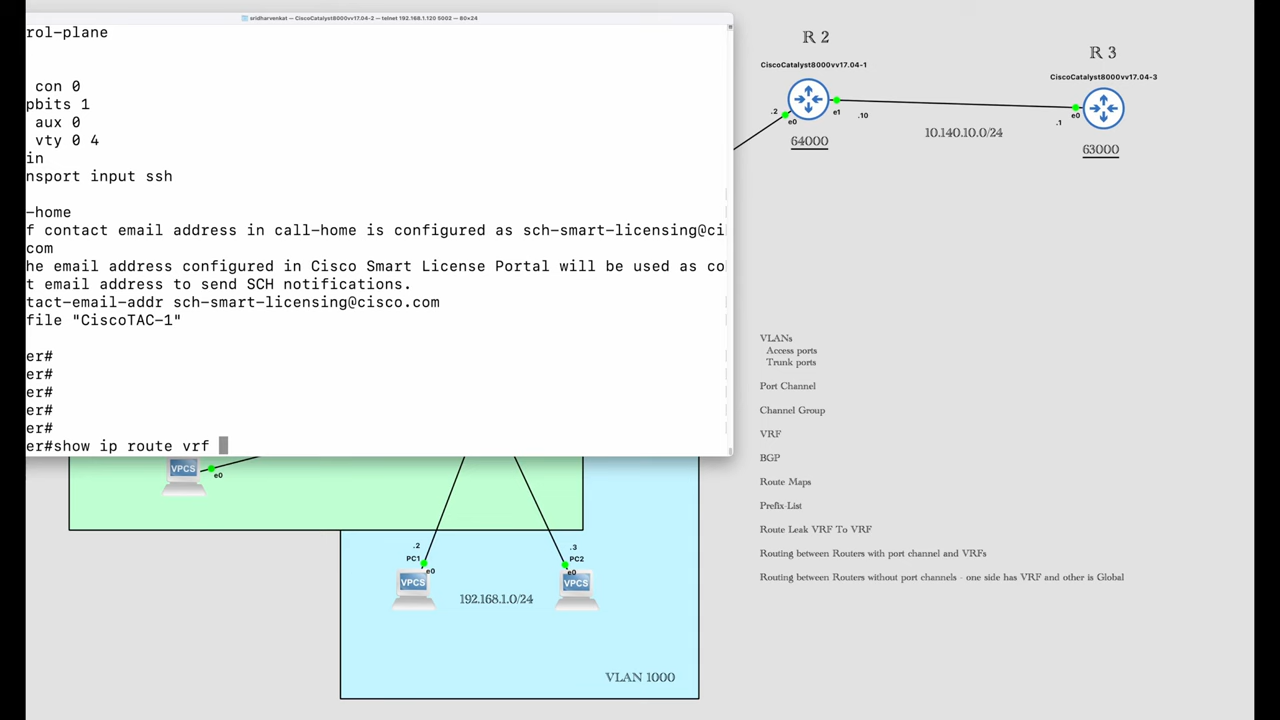 sridharvenkat — CiscoCatalyst8000vv17.04-2 — telnet 192.168.1.120 5002 — 80×24
rol-plane
con 0
pbits 1
aux 0
vty 0 4
in
nsport input ssh
-home
f contact email address in call-home is configured as sch-smart-licensing@ci
com
he email address configured in Cisco Smart License Portal will be used as co
t email address to send SCH notifications.
tact-email-addr sch-smart-licensing@cisco.com
file "CiscoTAC-1"
er#
er#
er#
er#
er#
er#show ip route vrf
R 2
CiscoCatalyst8000vv17.04-1
.2
e0
e1
.10
64000
10.140.10.0/24
R 3
CiscoCatalyst8000vv17.04-3
e0
.1
63000
VLANs
Access ports
Trunk ports
Port Channel
Channel Group
VRF
BGP
Route Maps
Prefix-List
Route Leak VRF To VRF
Routing between Routers with port channel and VRFs
Routing between Routers without port channels - one side has VRF and other is Global
VPCS
e0
.2
PC1
e0
VPCS
192.168.1.0/24
.3
PC2
e0
VPCS
VLAN 1000